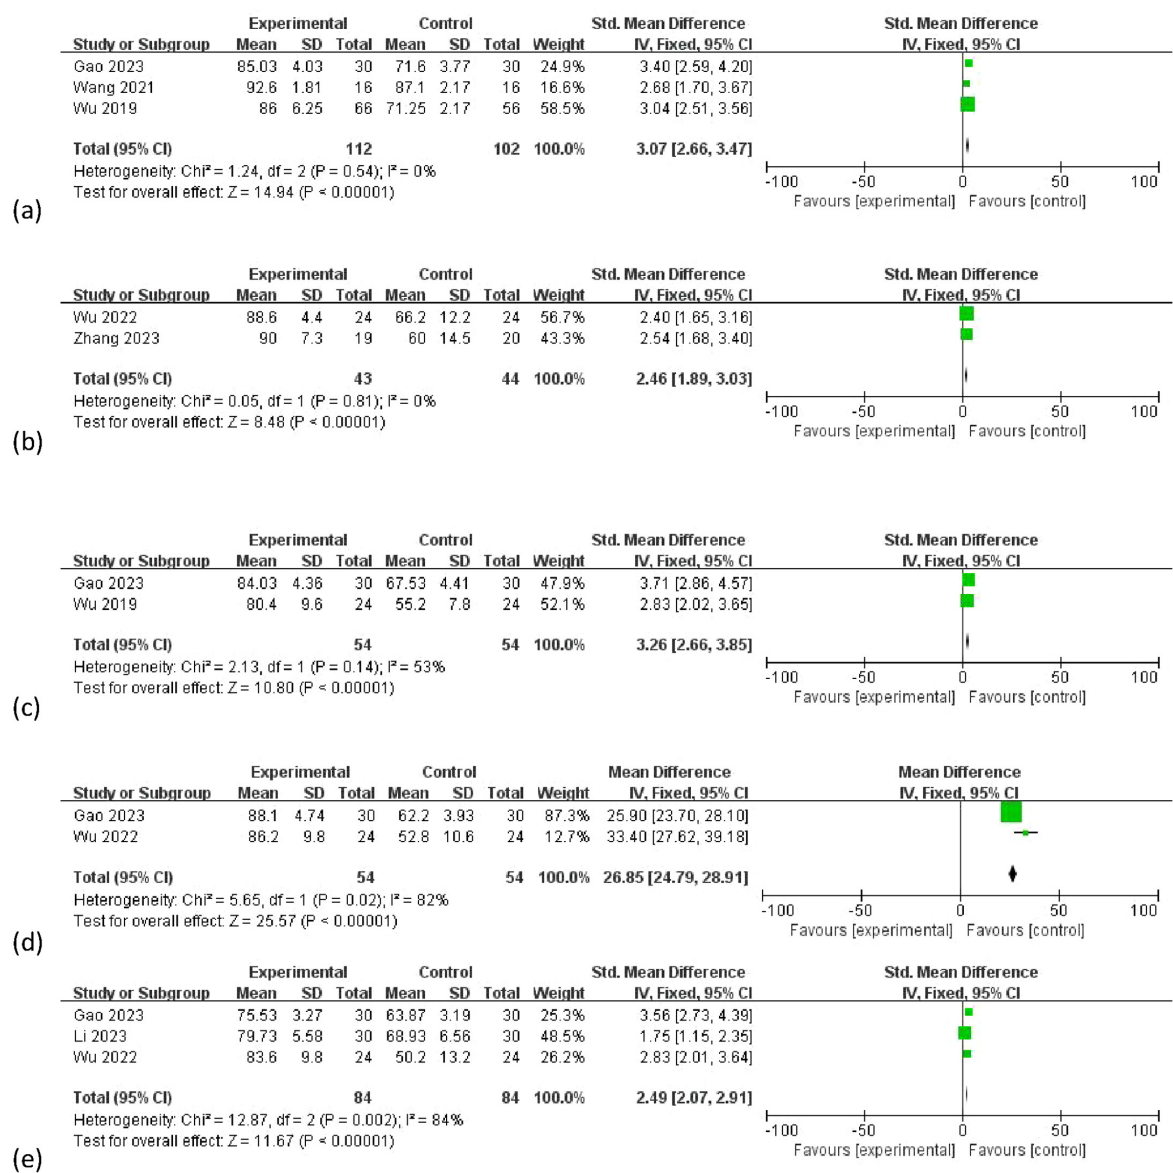 Experimental Control Std. Mean Difference Std. Mean Difference
Study or Subgroup Mean SD Total Mean SD Total Weight IV, Fixed, 95% CI IV, Fixed, 95% CI
Gao 2023 85.03 4.03 30 71.6 3.77 30 24.9% 3.40 [2.59, 4.20]
Wang 2021 92.6 1.81 16 87.1 2.17 16 16.6% 2.68 [1.70, 3.67]
Wu 2019 86 6.25 66 71.25 2.17 56 58.5% 3.04 [2.51, 3.56]
Total (95% CI) 112 102 100.0% 3.07 [2.66, 3.47]
Heterogeneity: Chi² = 1.24, df = 2 (P = 0.54); I² = 0%
Test for overall effect: Z = 14.94 (P < 0.00001)
-100 -50 0 50 100
Favours [experimental] Favours [control]
(a)
Experimental Control Std. Mean Difference Std. Mean Difference
Study or Subgroup Mean SD Total Mean SD Total Weight IV, Fixed, 95% CI IV, Fixed, 95% CI
Wu 2022 88.6 4.4 24 66.2 12.2 24 56.7% 2.40 [1.65, 3.16]
Zhang 2023 90 7.3 19 60 14.5 20 43.3% 2.54 [1.68, 3.40]
Total (95% CI) 43 44 100.0% 2.46 [1.89, 3.03]
Heterogeneity: Chi² = 0.05, df = 1 (P = 0.81); I² = 0%
Test for overall effect: Z = 8.48 (P < 0.00001)
-100 -50 0 50 100
Favours [experimental] Favours [control]
(b)
Experimental Control Std. Mean Difference Std. Mean Difference
Study or Subgroup Mean SD Total Mean SD Total Weight IV, Fixed, 95% CI IV, Fixed, 95% CI
Gao 2023 84.03 4.36 30 67.53 4.41 30 47.9% 3.71 [2.86, 4.57]
Wu 2019 80.4 9.6 24 55.2 7.8 24 52.1% 2.83 [2.02, 3.65]
Total (95% CI) 54 54 100.0% 3.26 [2.66, 3.85]
Heterogeneity: Chi² = 2.13, df = 1 (P = 0.14); I² = 53%
Test for overall effect: Z = 10.80 (P < 0.00001)
-100 -50 0 50 100
Favours [experimental] Favours [control]
(c)
Experimental Control Mean Difference Mean Difference
Study or Subgroup Mean SD Total Mean SD Total Weight IV, Fixed, 95% CI IV, Fixed, 95% CI
Gao 2023 88.1 4.74 30 62.2 3.93 30 87.3% 25.90 [23.70, 28.10]
Wu 2022 86.2 9.8 24 52.8 10.6 24 12.7% 33.40 [27.62, 39.18]
Total (95% CI) 54 54 100.0% 26.85 [24.79, 28.91]
Heterogeneity: Chi² = 5.65, df = 1 (P = 0.02); I² = 82%
Test for overall effect: Z = 25.57 (P < 0.00001)
-100 -50 0 50 100
Favours [experimental] Favours [control]
(d)
Experimental Control Std. Mean Difference Std. Mean Difference
Study or Subgroup Mean SD Total Mean SD Total Weight IV, Fixed, 95% CI IV, Fixed, 95% CI
Gao 2023 75.53 3.27 30 63.87 3.19 30 25.3% 3.56 [2.73, 4.39]
Li 2023 79.73 5.58 30 68.93 6.56 30 48.5% 1.75 [1.15, 2.35]
Wu 2022 83.6 9.8 24 50.2 13.2 24 26.2% 2.83 [2.01, 3.64]
Total (95% CI) 84 84 100.0% 2.49 [2.07, 2.91]
Heterogeneity: Chi² = 12.87, df = 2 (P = 0.002); I² = 84%
Test for overall effect: Z = 11.67 (P < 0.00001)
-100 -50 0 50 100
Favours [experimental] Favours [control]
(e)